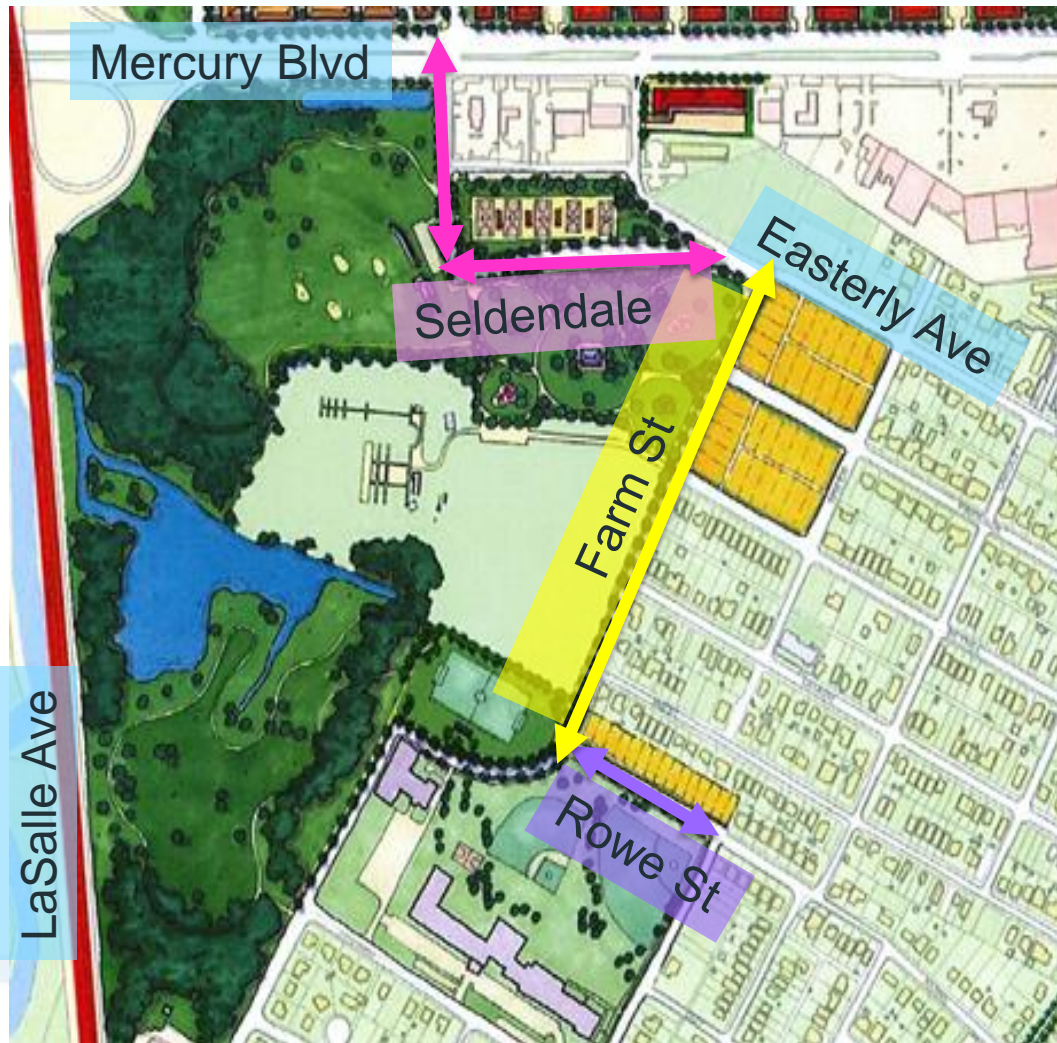 Mercury Blvd
Easterly Ave
Seldendale
Farm St
LaSalle Ave
Rowe St